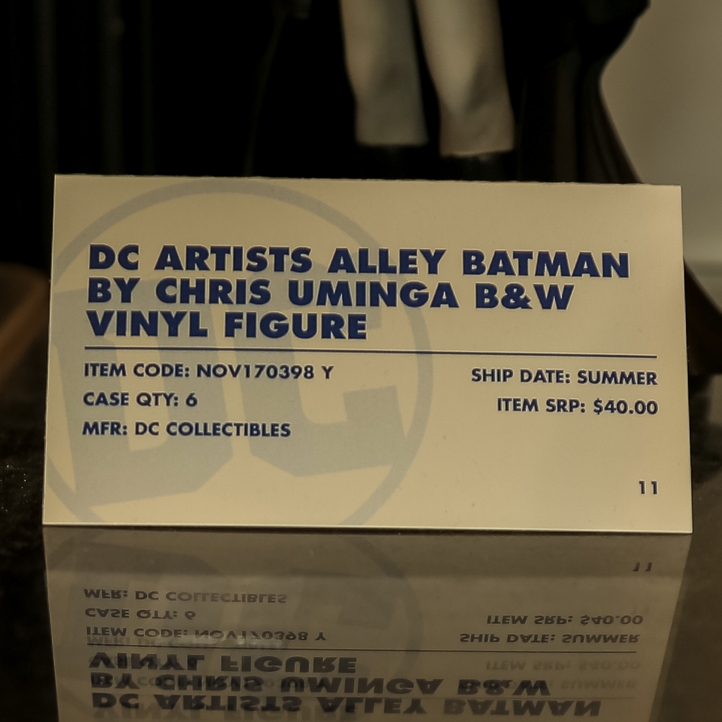 DC ARTISTS ALLEY BATMAN
BY CHRIS UMINGA B&W
VINYL FIGURE
ITEM CODE: NOV170398 Y
SHIP DATE: SUMMER
CASE QTY: 6
ITEM SRP: $40.00
MFR: DC COLLECTIBLES
11
DC